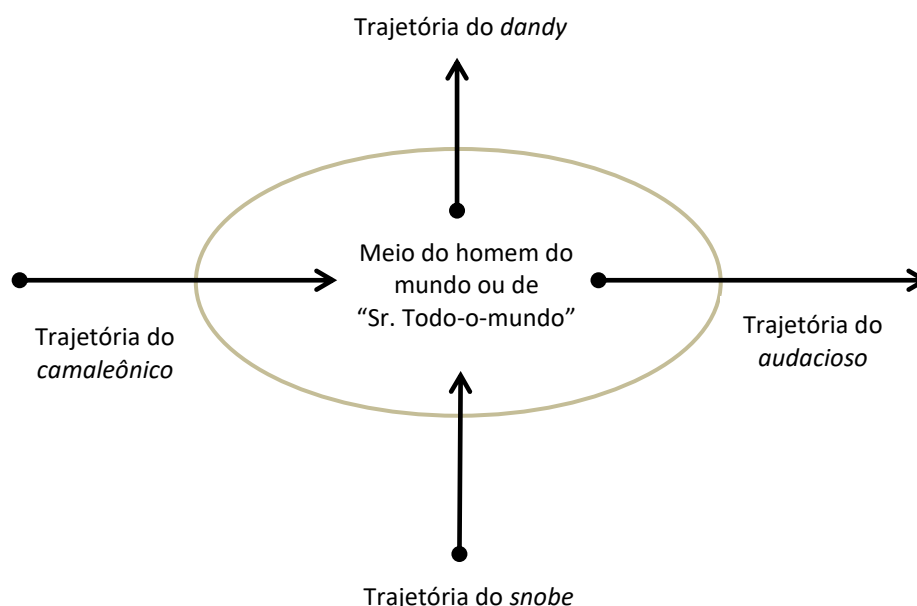 Trajetória do dandy
Meio do homem do
mundo ou de
“Sr. Todo-o-mundo”
Trajetória do
camaleônico
Trajetória do
audacioso
Trajetória do snobe